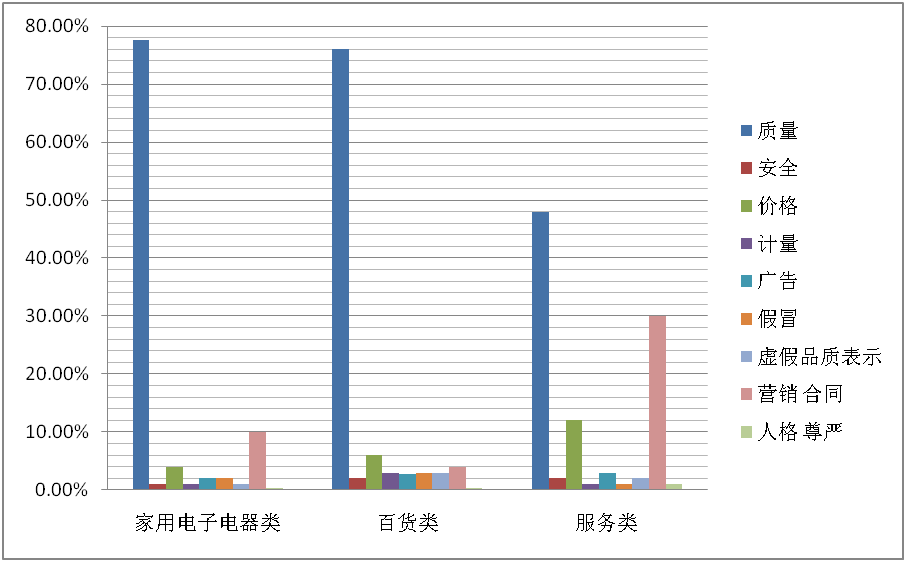 80.00%
70.00%
60.00%
50.00%
40.00%
30.00%
20.00%
10.00%
0.00%
家用电子电器类 百货类 服务类
质量
安全
价格
计量
广告
假冒
虚假品质表示
营销合同
人格尊严